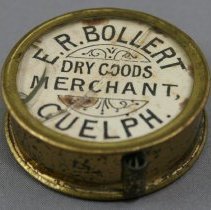 E.R. BOLLERT
DRY GOODS
MERCHANT,
GUELPH.